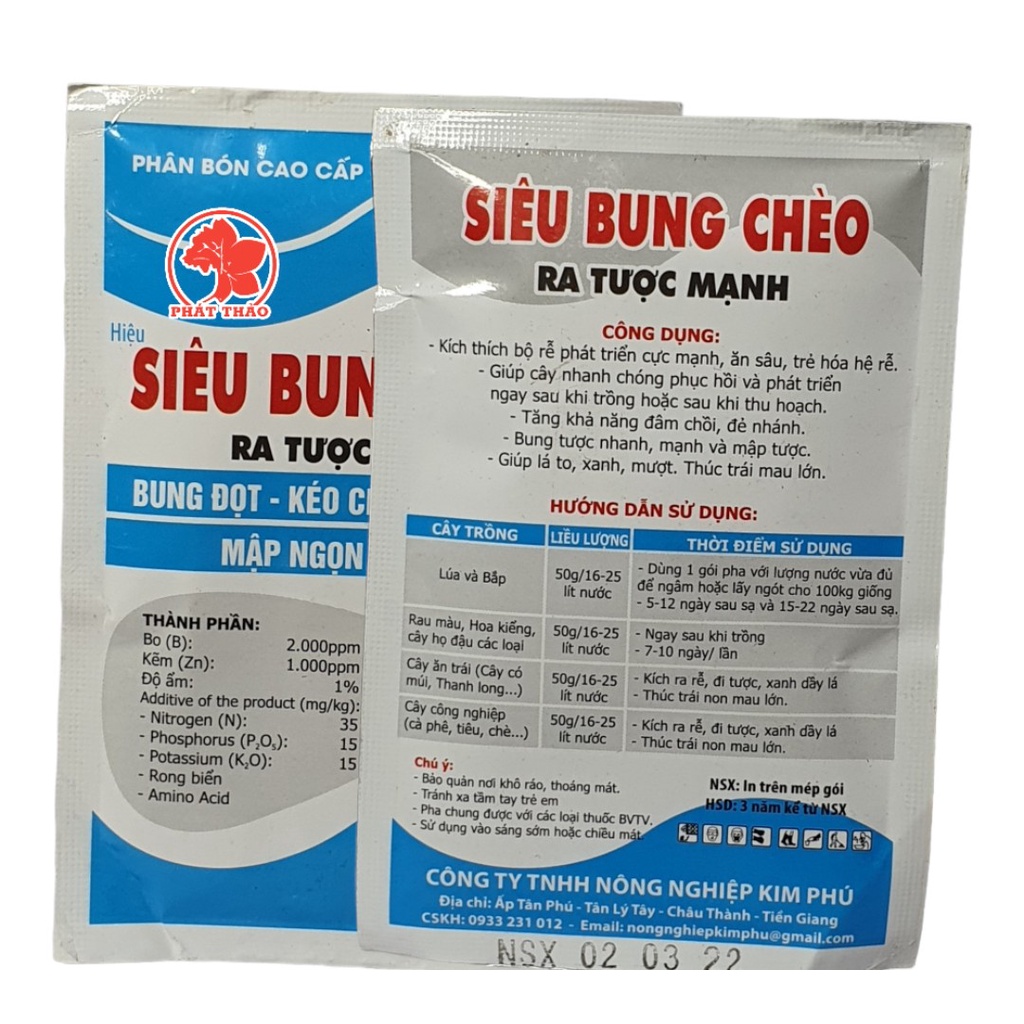 PHÂN BÓN CAO CẤP
PHÁT THẢO
Hiệu
SIÊU BUN
RA TƯỢC
BUNG ĐỌT - KÉO C
MẬP NGỌN
THÀNH PHẦN:
Bo (B): 2.000ppm
Kẽm (Zn): 1.000ppm
Độ ẩm: 1%
Additive of the product (mg/kg):
- Nitrogen (N): 35
- Phosphorus (P₂O₅): 15
- Potassium (K₂O): 15
- Rong biển
- Amino Acid
SIÊU BUNG CHÈO
RA TƯỢC MẠNH
CÔNG DỤNG:
- Kích thích bộ rễ phát triển cực mạnh, ăn sâu, trẻ hóa hệ rễ.
- Giúp cây nhanh chóng phục hồi và phát triển
ngay sau khi trồng hoặc sau khi thu hoạch.
- Tăng khả năng đâm chồi, đẻ nhánh.
- Bung tược nhanh, mạnh và mập tược.
- Giúp lá to, xanh, mượt. Thúc trái mau lớn.
HƯỚNG DẪN SỬ DỤNG:
CÂY TRỒNG LIỀU LƯỢNG THỜI ĐIỂM SỬ DỤNG
Lúa và Bắp 50g/16-25 lít nước
- Dùng 1 gói pha với lượng nước vừa đủ
để ngâm hoặc lấy ngót cho 100kg giống
- 5-12 ngày sau sạ và 15-22 ngày sau sạ.
Rau màu, Hoa kiểng, 50g/16-25 - Ngay sau khi trồng
cây họ đậu các loại lít nước - 7-10 ngày/ lần
Cây ăn trái (Cây có 50g/16-25 - Kích ra rễ, đi tược, xanh dầy lá
múi, Thanh long...) lít nước - Thúc trái non mau lớn.
Cây công nghiệp 50g/16-25 - Kích ra rễ, đi tược, xanh dầy lá
(cà phê, tiêu, chè...) lít nước - Thúc trái non mau lớn.
Chú ý:
- Bảo quản nơi khô ráo, thoáng mát.
- Tránh xa tầm tay trẻ em
- Pha chung được với các loại thuốc BVTV.
- Sử dụng vào sáng sớm hoặc chiều mát.
NSX: In trên mép gói
HSD: 3 năm kể từ NSX
CÔNG TY TNHH NÔNG NGHIỆP KIM PHÚ
Địa chỉ: Ấp Tân Phú - Tân Lý Tây - Châu Thành - Tiền Giang
CSKH: 0933 231 012 - Email: nongnghiepkimphu@gmail.com
NSX 02 03 22